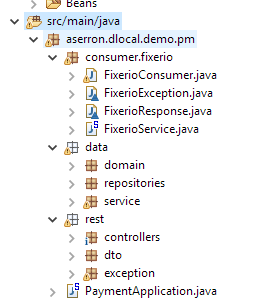 Beans
src/main/java
aserron.dlocal.demo.pm
consumer.fixerio
FixerioConsumer.java
FixerioException.java
FixerioResponse.java
FixerioService.java
data
domain
repositories
service
rest
controllers
dto
exception
PaymentApplication.java